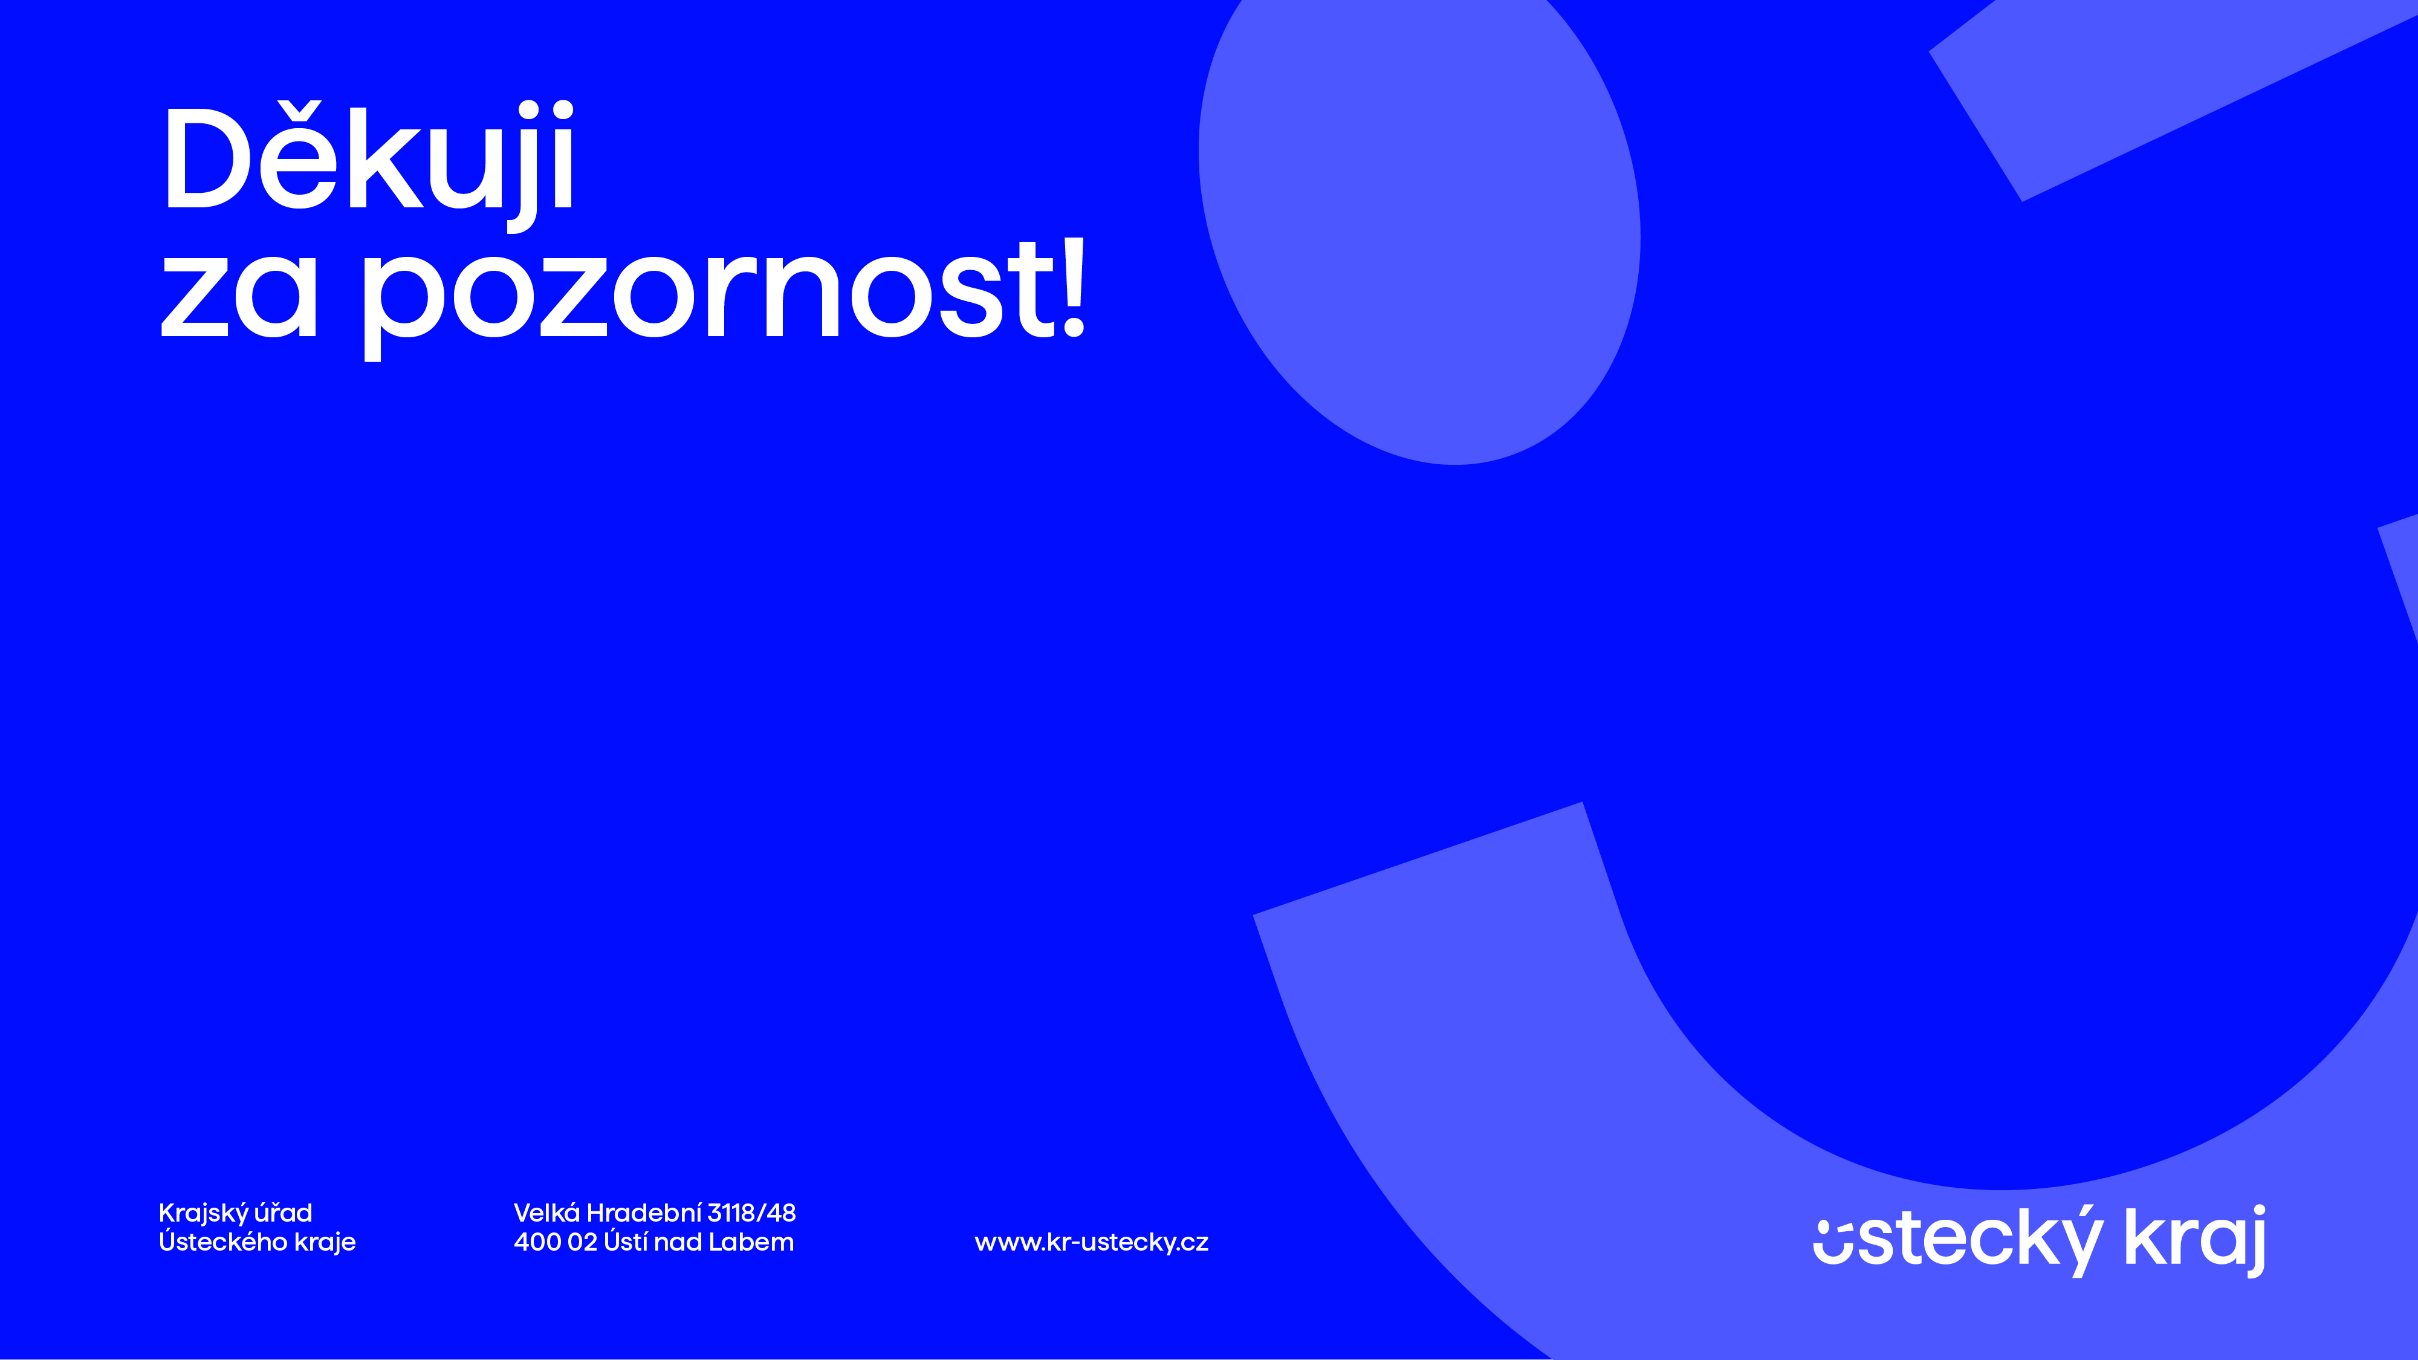 Děkuji
za pozornost!
Krajský úřad
Ústeckého kraje
Velká Hradební 3118/48
400 02 Ústí nad Labem
www.kr-ustecky.cz
ústecký kraj